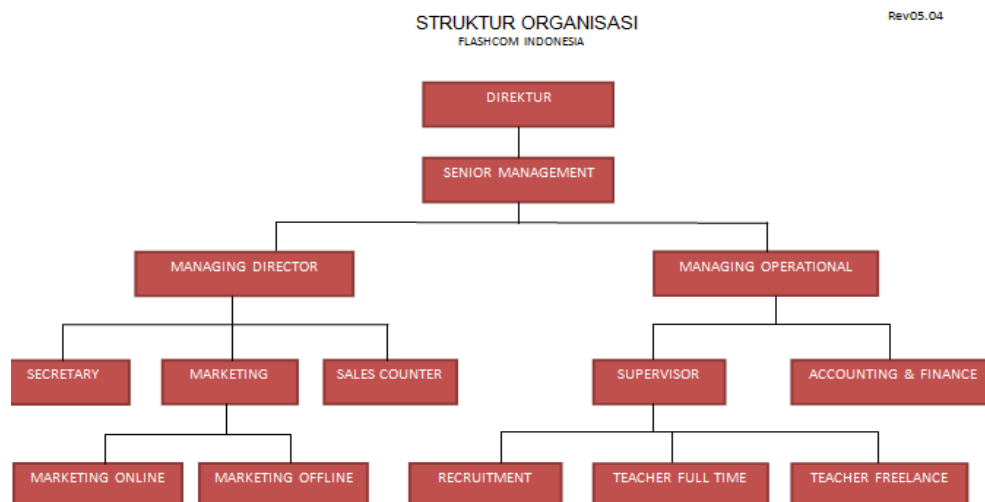 STRUKTUR ORGANISASI
Rev05.04
FLASHCOM INDONESIA
DIREKTUR
SENIOR MANAGEMENT
MANAGING DIRECTOR
MANAGING OPERATIONAL
SECRETARY
MARKETING
SALES COUNTER
SUPERVISOR
ACCOUNTING & FINANCE
MARKETING ONLINE
MARKETING OFFLINE
RECRUITMENT
TEACHER FULL TIME
TEACHER FREELANCE